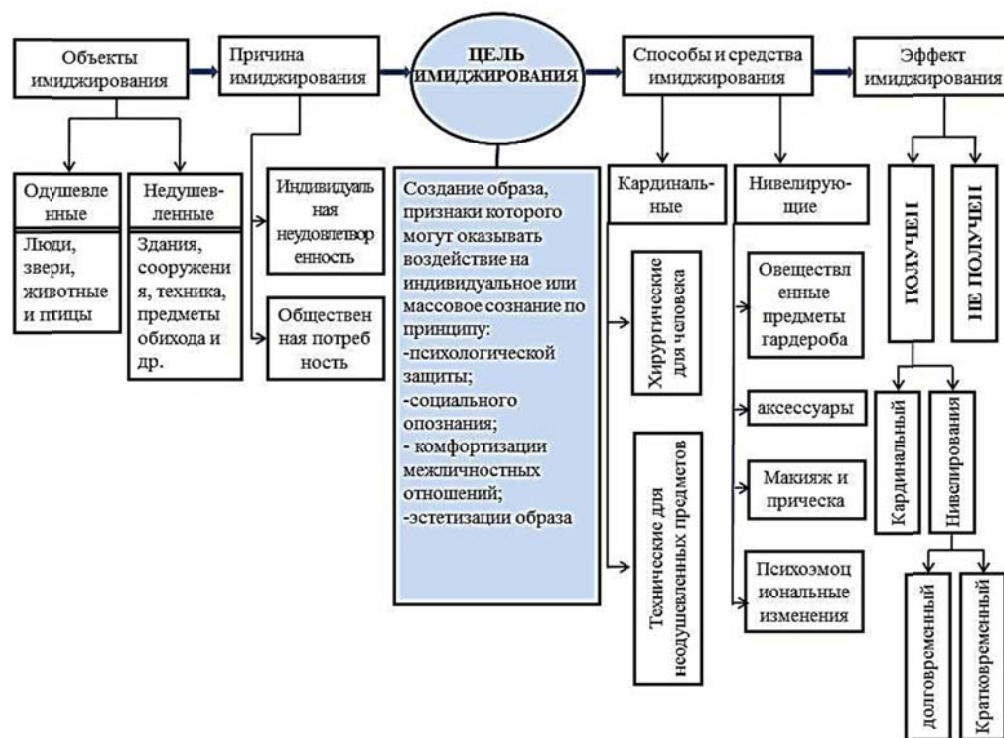 Объекты
имиджирования
Причина
имиджирования
ЦЕЛЬ
ИМИДЖИРОВАНИЯ
Способы и средства
имиджирования
Эффект
имиджирования
Одушевле
нные
Люди,
звери,
животные
и птицы
Недушев-
ленные
Здания,
сооружени
я, техника,
предметы
обихода и
др.
Индивидуаль
ная
неудовлетвор
енность
Обществен
ная потреб
ность
Создание образа,
признаки которого
могут оказывать
воздействие на
индивидуальное или
массовое сознание по
принципу:
-психологической
защиты;
-социального
опознания;
- комфортизации
межличностных
отношений;
-эстетизации образа
Кардиналь-
ные
Хирургические
для человека
Технические для
неодушевленных предметов
Нивелирую-
щие
Овеществл
енные
предметы
гардероба
аксессуары
Макияж и
прическа
Психоэмоц
иональные
изменения
ПОЛУЧЕН
НЕ ПОЛУЧЕН
Кардинальный
Нивелирования
долговременный
Кратковременный